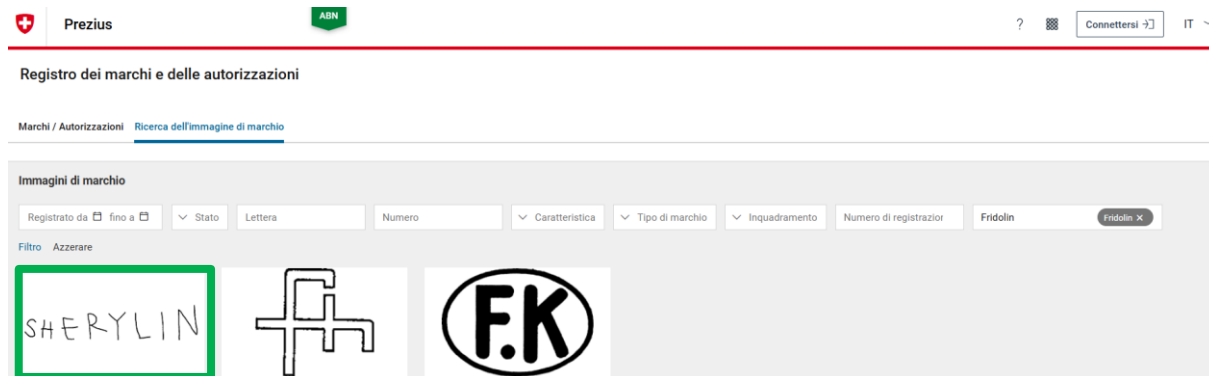 Prezius
ABN
?
Connettersi
IT
Registro dei marchi e delle autorizzazioni
Marchi / Autorizzazioni Ricerca dell'immagine di marchio
Immagini di marchio
Registrato da fino a Stato Lettera Numero Caratteristica Tipo di marchio Inquadramento Numero di registrazior Fridolin Fridolin ×
Filtro Azzerare
SHERYLIN F.K